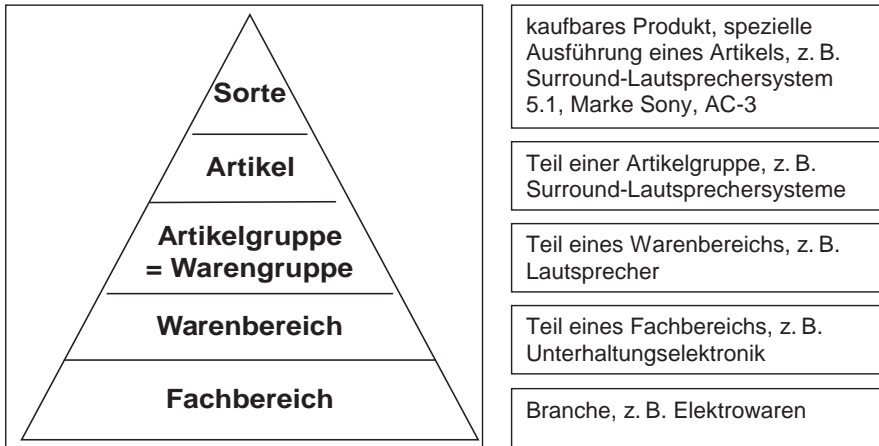 Sorte
kaufbares Produkt, spezielle
Ausführung eines Artikels, z. B.
Surround-Lautsprechersystem
5.1, Marke Sony, AC-3
Artikel
Teil einer Artikelgruppe, z. B.
Surround-Lautsprechersysteme
Artikelgruppe
= Warengruppe
Teil eines Warenbereichs, z. B.
Lautsprecher
Warenbereich
Teil eines Fachbereichs, z. B.
Unterhaltungselektronik
Fachbereich
Branche, z. B. Elektrowaren